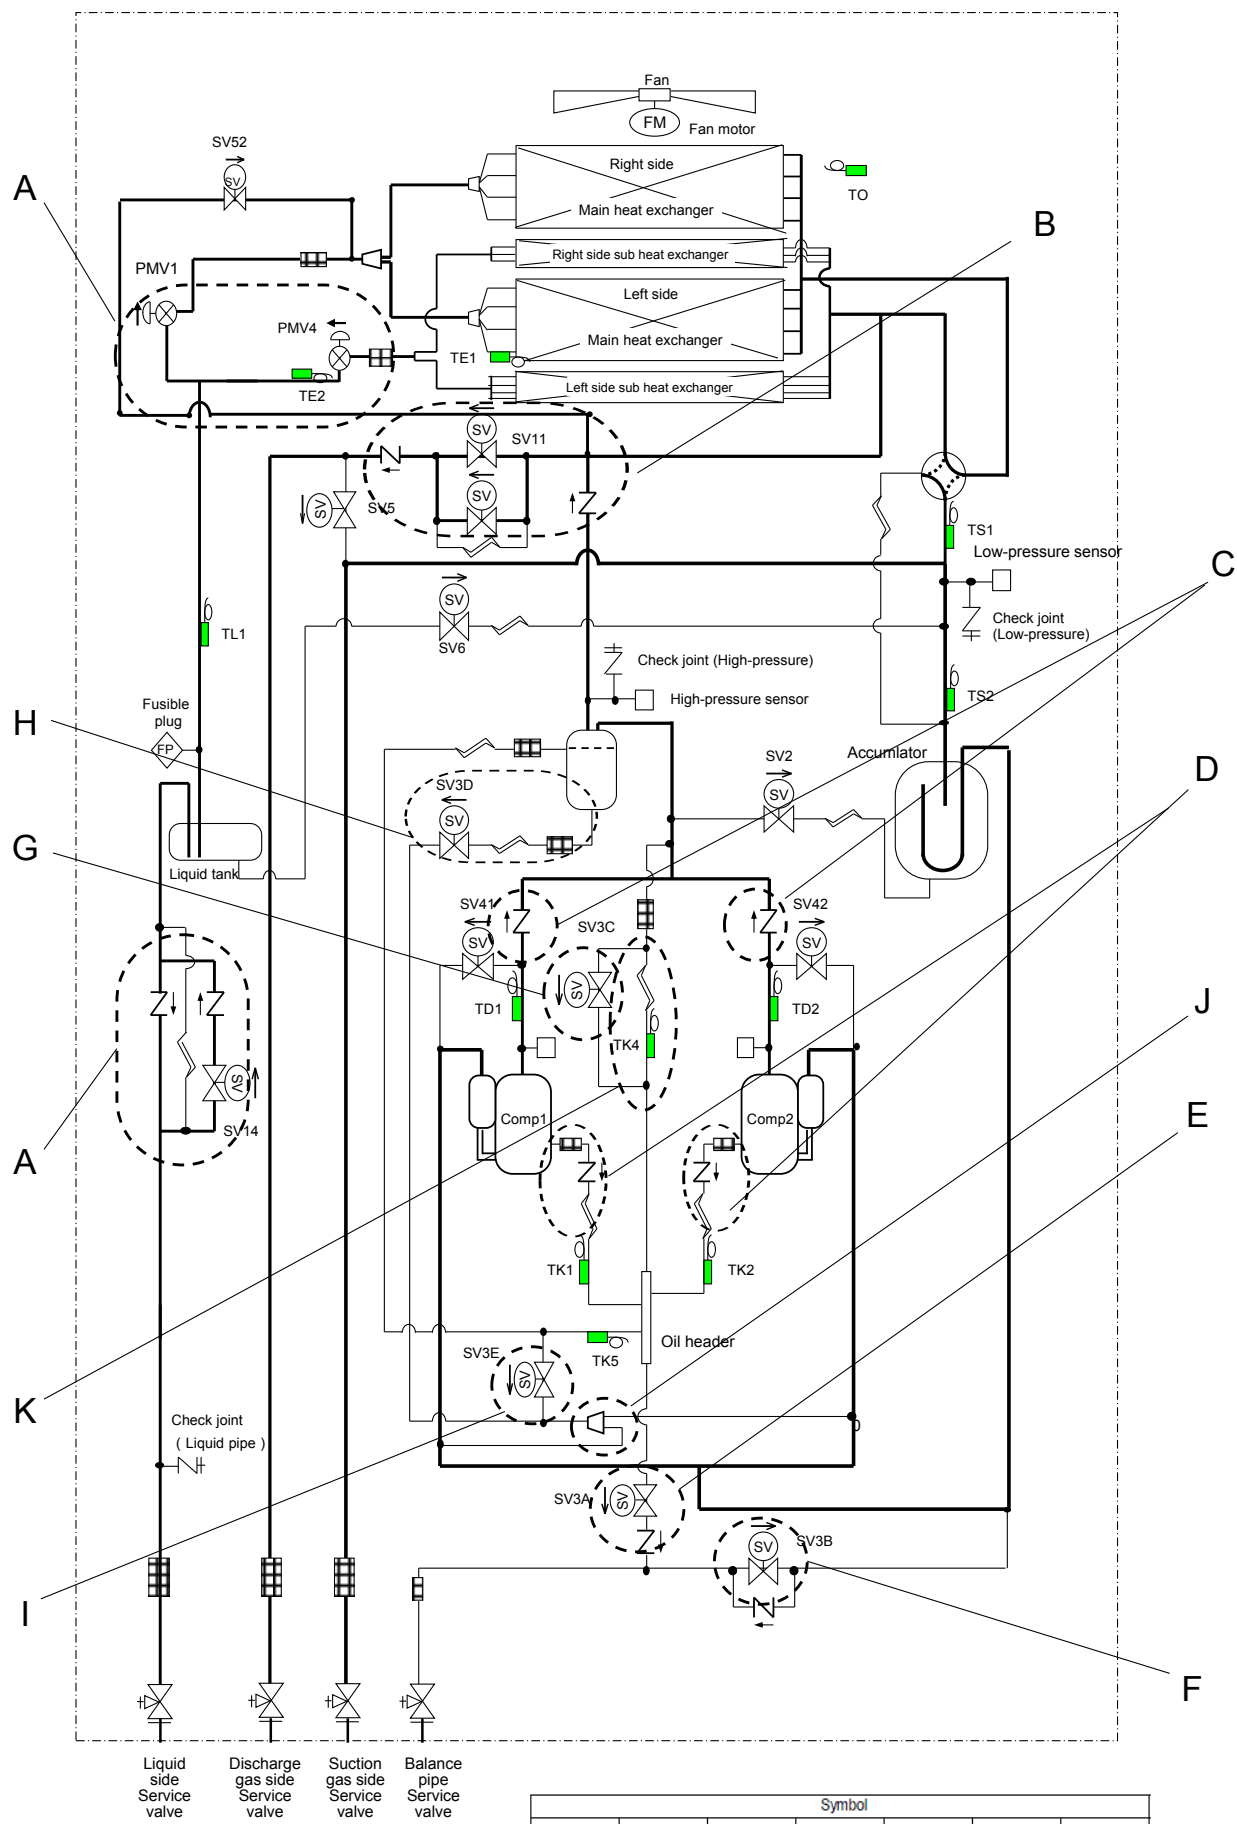 Fan
FM
Fan motor
SV52
SV
A
Right side
Main heat exchanger
TO
B
Right side sub heat exchanger
PMV1
Left side
PMV4
Main heat exchanger
TE1
TE2
Left side sub heat exchanger
SV
SV11
SV
SV5
SV
TS1
Low-pressure sensor
C
SV
Check joint
(Low-pressure)
TL1
SV6
Check joint (High-pressure)
TS2
High-pressure sensor
Fusible
plug
FP
H
Accumlator
SV2
SV
D
SV3D
SV
G
Liquid tank
SV41
SV
SV3C
SV
SV42
SV
TD1
TK4
TD2
J
SV
SV14
Comp1
Comp2
E
A
TK1
TK2
Oil header
SV3E
SV
TK5
K
Check joint
( Liquid pipe )
SV3A
SV
SV3B
SV
I
F
Liquid
side
Service
valve
Discharge
gas side
Service
valve
Suction
gas side
Service
valve
Balance
pipe
Service
valve
Symbol